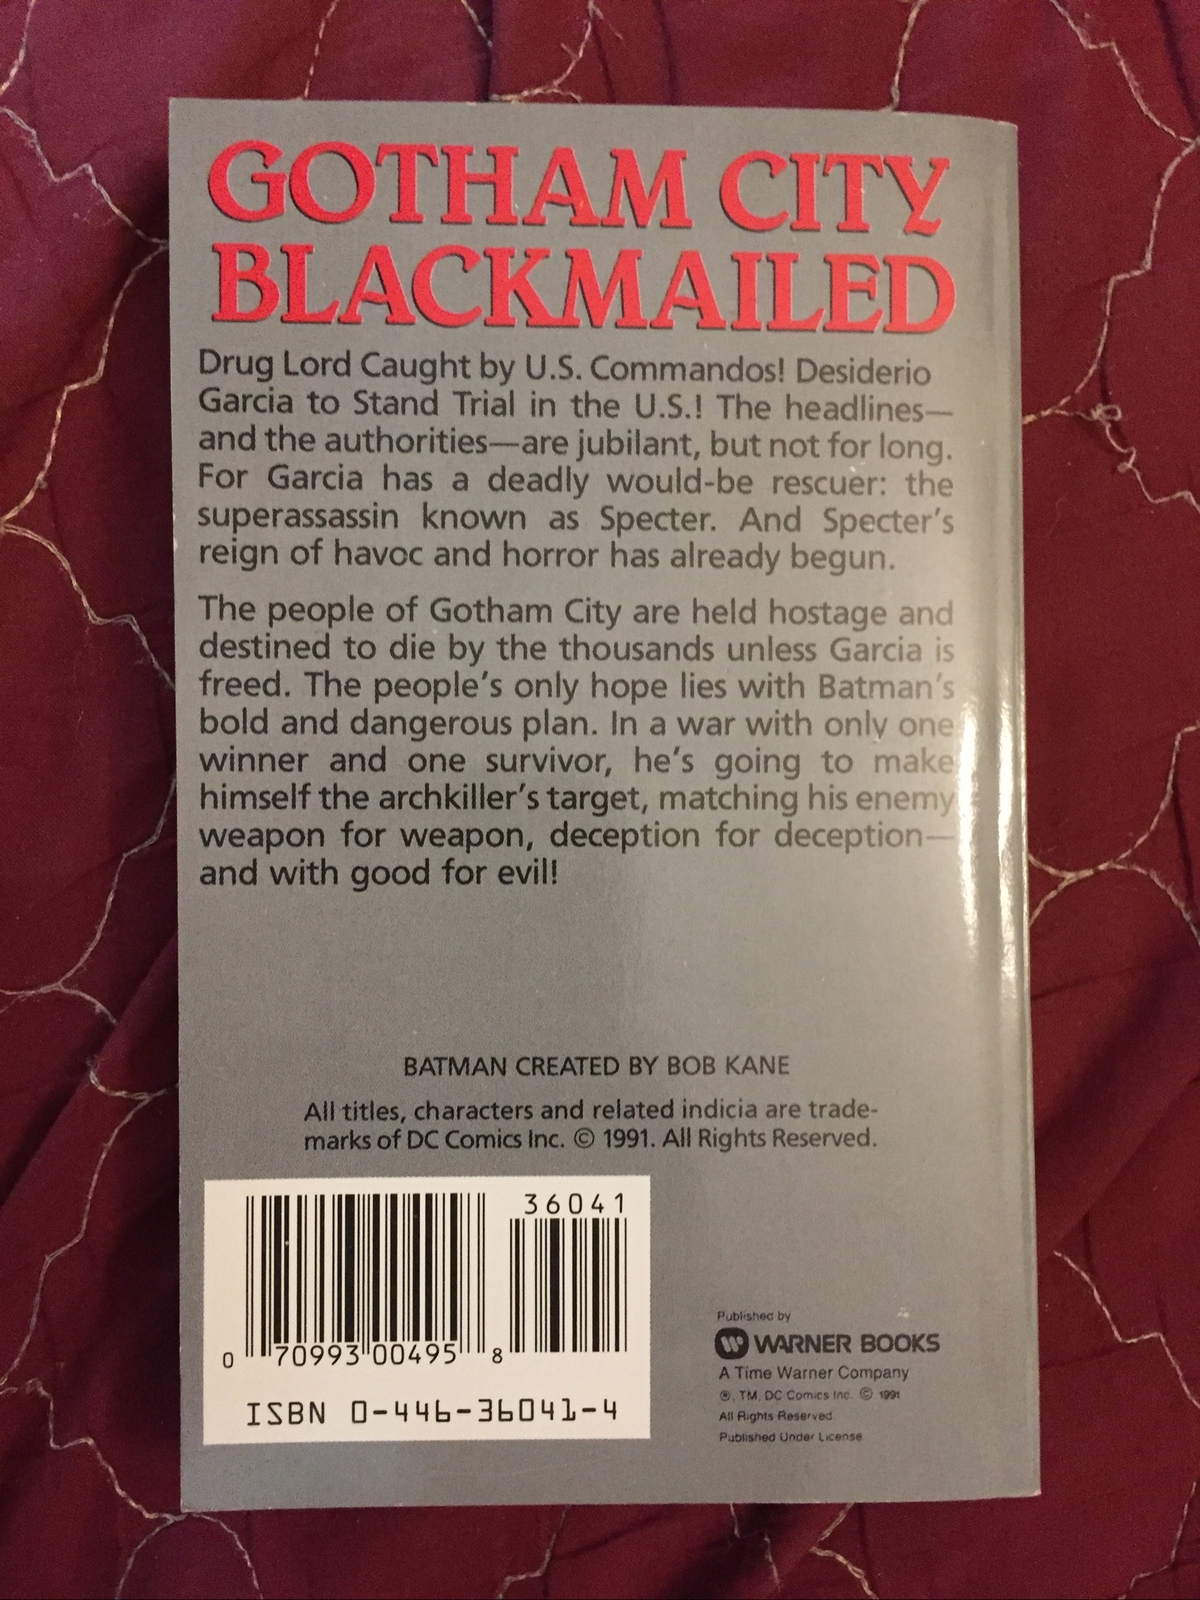 GOTHAM CITY
BLACKMAILED
Drug Lord Caught by U.S. Commandos! Desiderio
Garcia to Stand Trial in the U.S.! The headlines—
and the authorities—are jubilant, but not for long.
For Garcia has a deadly would-be rescuer: the
superassassin known as Specter. And Specter's
reign of havoc and horror has already begun.
The people of Gotham City are held hostage and
destined to die by the thousands unless Garcia is
freed. The people's only hope lies with Batman's
bold and dangerous plan. In a war with only one
winner and one survivor, he's going to make
himself the archkiller's target, matching his enemy
weapon for weapon, deception for deception—
and with good for evil!
BATMAN CREATED BY BOB KANE
All titles, characters and related indicia are trade-
marks of DC Comics Inc. © 1991. All Rights Reserved.
36041
0 70993 00495 8
ISBN 0-446-36041-4
Published by
W WARNER BOOKS
A Time Warner Company
®, TM, DC Comics Inc. © 1991
All Rights Reserved.
Published Under License